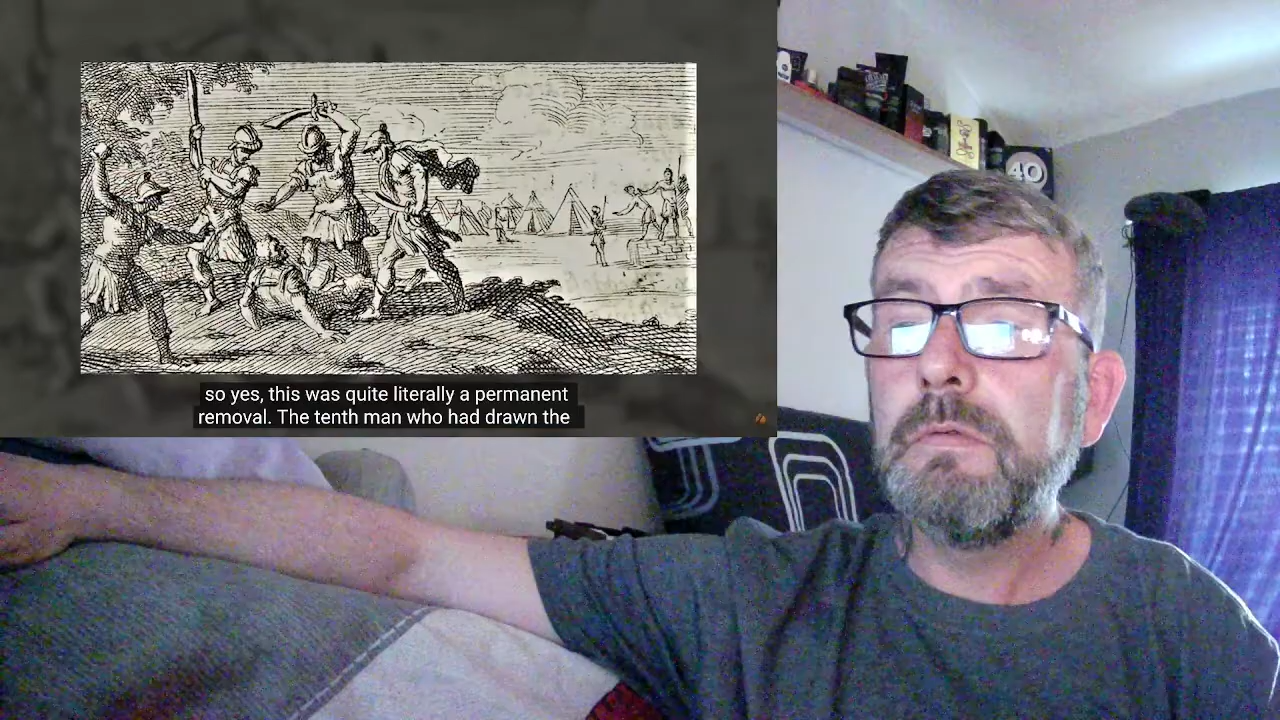 so yes, this was quite literally a permanent
removal. The tenth man who had drawn the
40